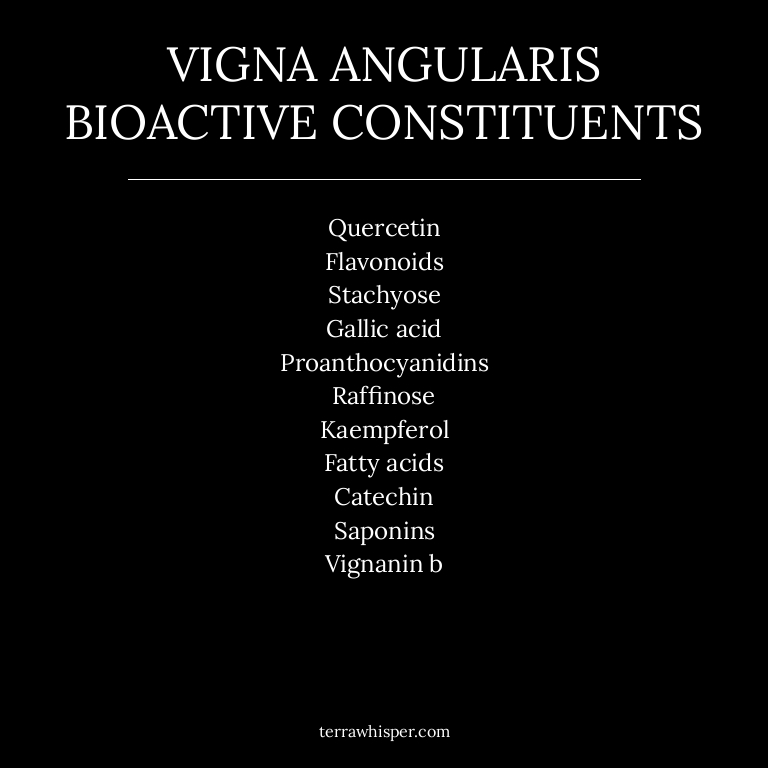 VIGNA ANGULARIS
BIOACTIVE CONSTITUENTS
Quercetin
Flavonoids
Stachyose
Gallic acid
Proanthocyanidins
Raffinose
Kaempferol
Fatty acids
Catechin
Saponins
Vignanin b
terrawhisper.com